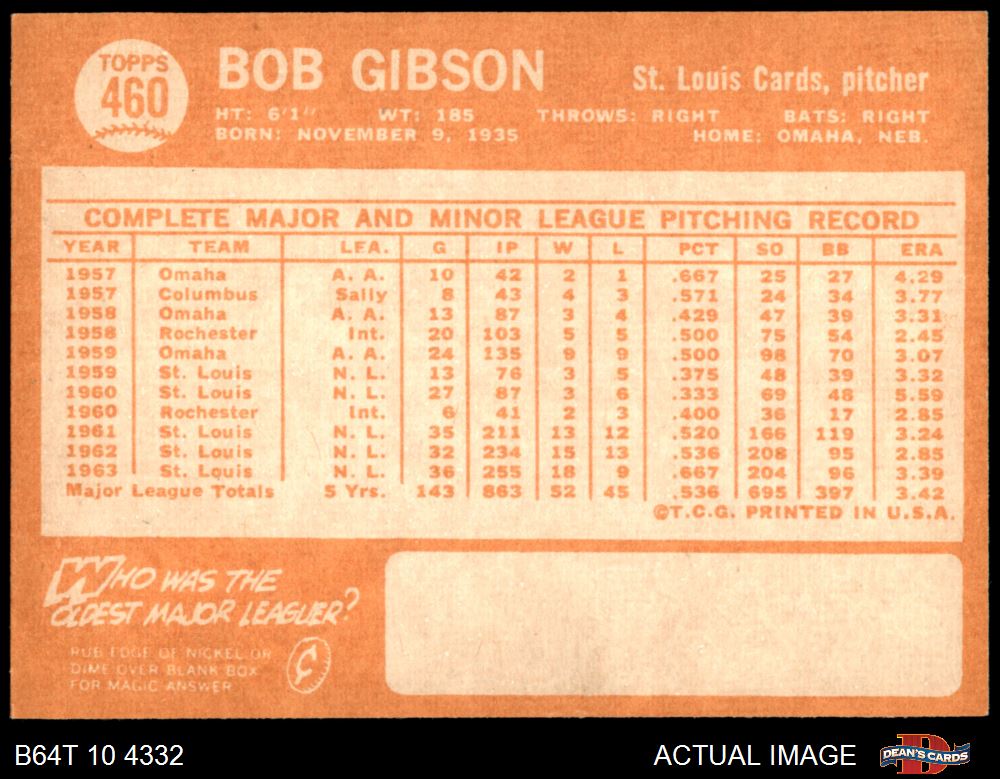 TOPPS
460
BOB GIBSON
St. Louis Cards, pitcher
HT: 6'1" WT: 185 THROWS: RIGHT BATS: RIGHT
BORN: NOVEMBER 9, 1935 HOME: OMAHA, NEB.
COMPLETE MAJOR AND MINOR LEAGUE PITCHING RECORD
YEAR TEAM LEA. G IP W L PCT SO BB ERA
1957 Omaha A. A. 10 42 2 1 .667 25 27 4.29
1957 Columbus Sally 8 43 4 3 .571 24 34 3.77
1958 Omaha A. A. 13 87 3 4 .429 47 39 3.31
1958 Rochester Int. 20 103 5 5 .500 75 54 2.45
1959 Omaha A. A. 24 135 9 9 .500 98 70 3.07
1959 St. Louis N. L. 13 76 3 5 .375 48 39 3.32
1960 St. Louis N. L. 27 87 3 6 .333 69 48 5.59
1960 Rochester Int. 6 41 2 3 .400 36 17 2.85
1961 St. Louis N. L. 35 211 13 12 .520 166 119 3.24
1962 St. Louis N. L. 32 234 15 13 .536 208 95 2.85
1963 St. Louis N. L. 36 255 18 9 .667 204 96 3.39
Major League Totals 5 Yrs. 143 863 52 45 .536 695 397 3.42
©T.C.G. PRINTED IN U.S.A.
WHO WAS THE
OLDEST MAJOR LEAGUER?
RUB EDGE OF NICKEL OR
DIME OVER BLANK BOX
FOR MAGIC ANSWER
¢
B64T 10 4332
ACTUAL IMAGE
DEAN'S CARDS